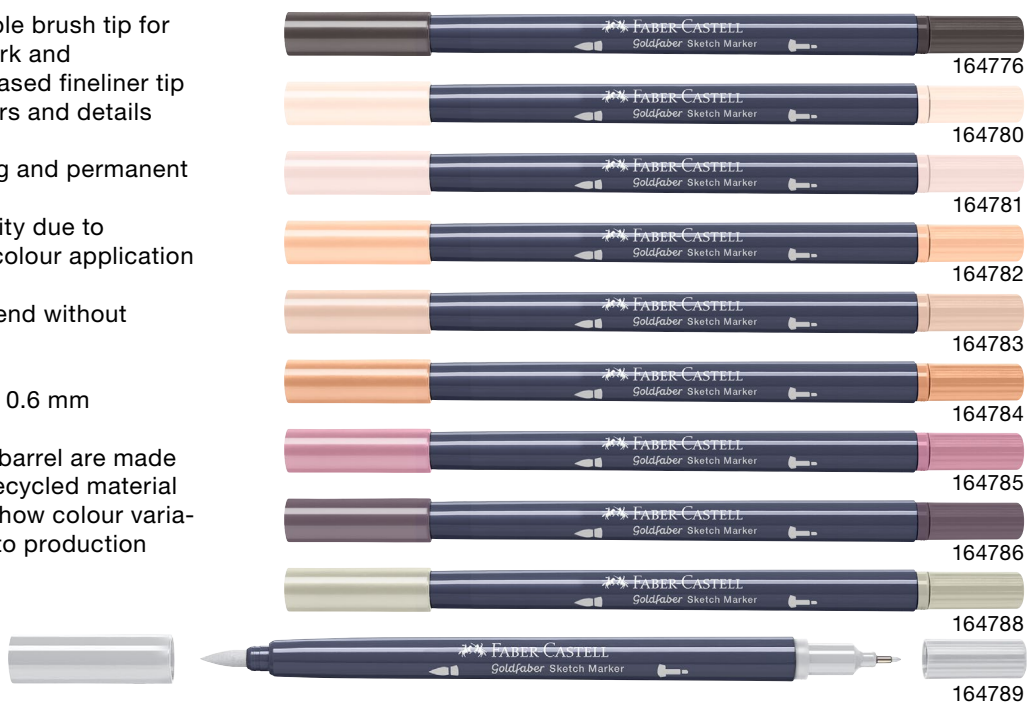 ble brush tip for
rk and
ased fineliner tip
rs and details
g and permanent
ity due to
colour application
end without
0.6 mm
barrel are made
ecycled material
how colour varia-
to production
FABER-CASTELL
Goldfaber Sketch Marker
164776
FABER-CASTELL
Goldfaber Sketch Marker
164780
FABER-CASTELL
Goldfaber Sketch Marker
164781
FABER-CASTELL
Goldfaber Sketch Marker
164782
FABER-CASTELL
Goldfaber Sketch Marker
164783
FABER-CASTELL
Goldfaber Sketch Marker
164784
FABER-CASTELL
Goldfaber Sketch Marker
164785
FABER-CASTELL
Goldfaber Sketch Marker
164786
FABER-CASTELL
Goldfaber Sketch Marker
164788
FABER-CASTELL
Goldfaber Sketch Marker
164789